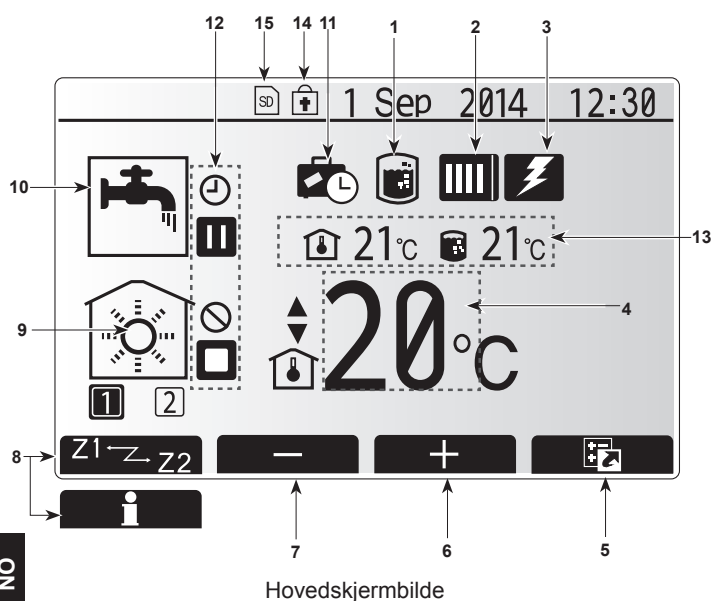 12 15 14 11 1 2 3
SD 1 Sep 2014 12:30
10
21°C 21°C
13
20°C
4
9
1 2
8
Z1 Z2 − +
i
7 6 5
NO
Hovedskjermbilde